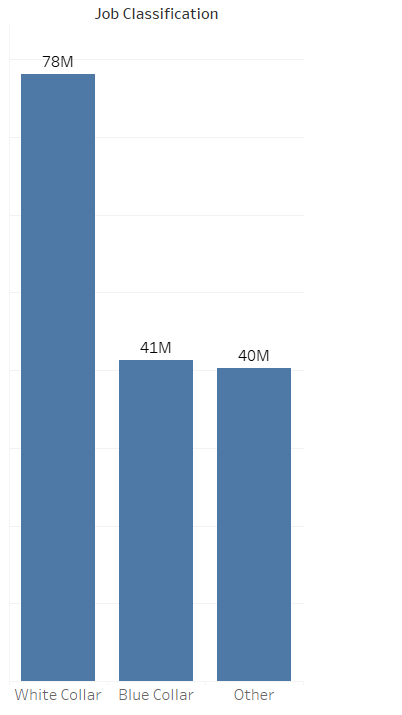 Job Classification
78M
41M
40M
White Collar
Blue Collar
Other